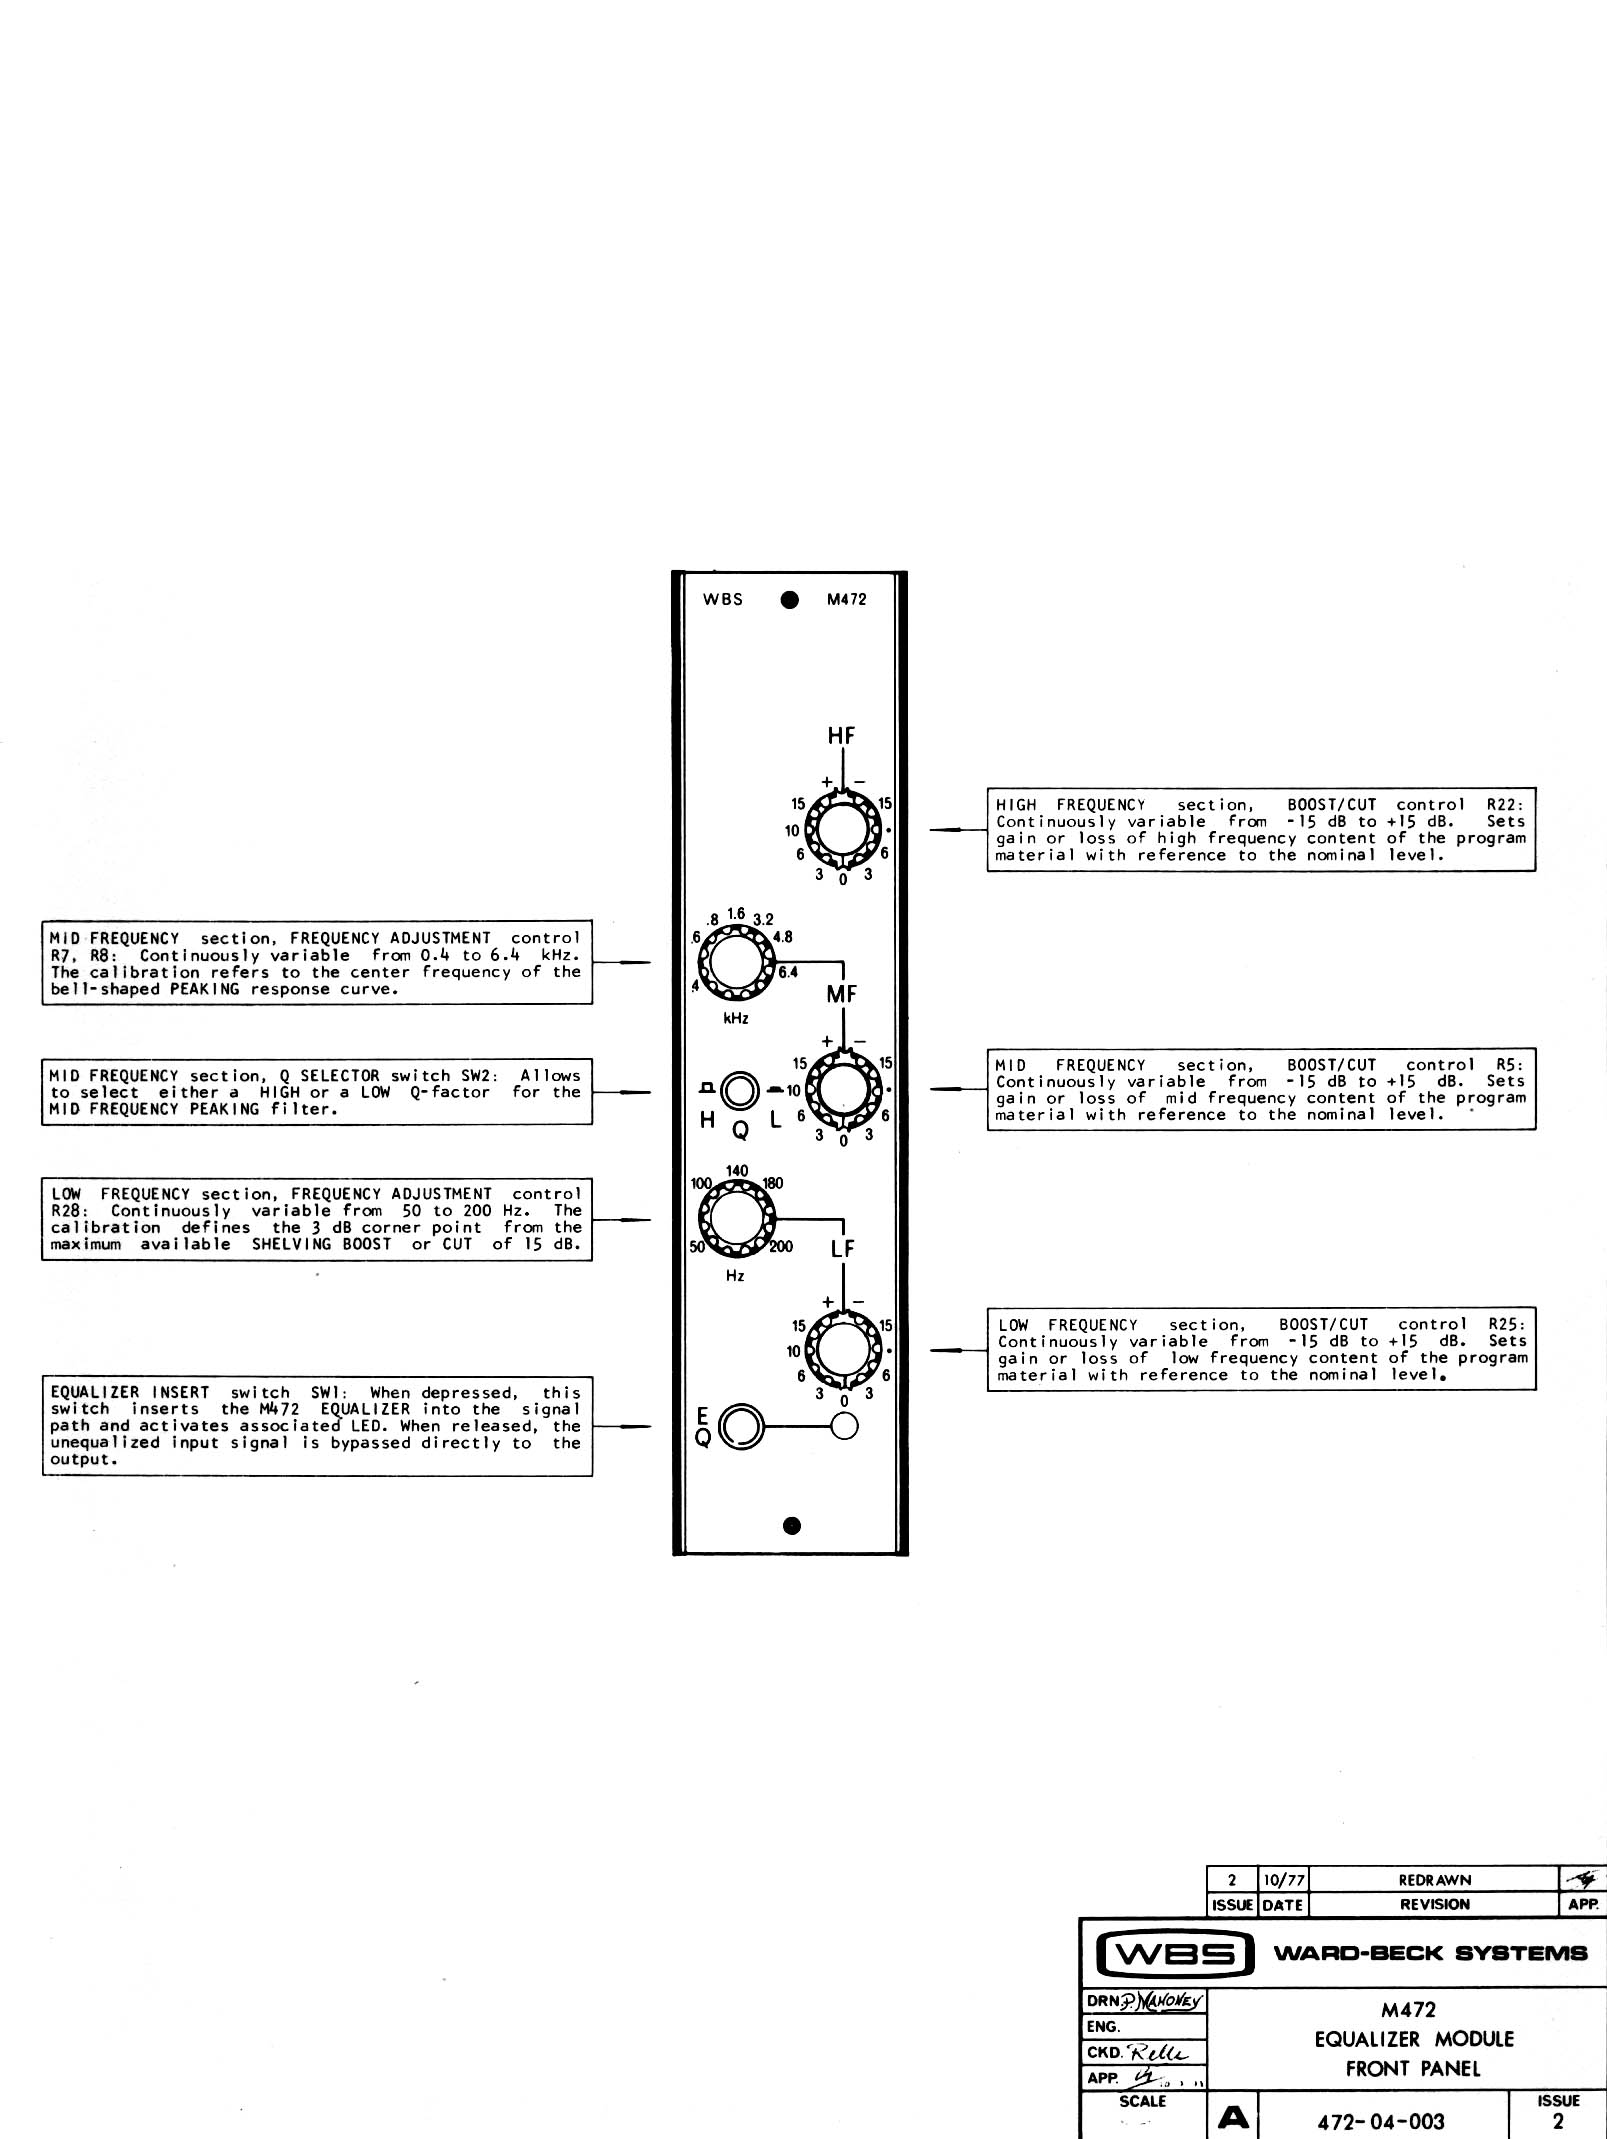 WBS M472
HF
+ −
15 15
10 •
6 6
3 0 3
HIGH FREQUENCY section, BOOST/CUT control R22:
Continuously variable from -15 dB to +15 dB. Sets
gain or loss of high frequency content of the program
material with reference to the nominal level.
MID FREQUENCY section, FREQUENCY ADJUSTMENT control
R7, R8: Continuously variable from 0.4 to 6.4 kHz.
The calibration refers to the center frequency of the
bell-shaped PEAKING response curve.
.8 1.6 3.2
.6 4.8
.4 6.4
kHz
MF
MID FREQUENCY section, Q SELECTOR switch SW2: Allows
to select either a HIGH or a LOW Q-factor for the
MID FREQUENCY PEAKING filter.
H Q L
+ −
15 15
10 •
6 6
3 0 3
MID FREQUENCY section, BOOST/CUT control R5:
Continuously variable from -15 dB to +15 dB. Sets
gain or loss of mid frequency content of the program
material with reference to the nominal level.
LOW FREQUENCY section, FREQUENCY ADJUSTMENT control
R28: Continuously variable from 50 to 200 Hz. The
calibration defines the 3 dB corner point from the
maximum available SHELVING BOOST or CUT of 15 dB.
140
100 180
50 200
Hz
LF
+ −
15 15
10 •
6 6
3 0 3
LOW FREQUENCY section, BOOST/CUT control R25:
Continuously variable from -15 dB to +15 dB. Sets
gain or loss of low frequency content of the program
material with reference to the nominal level.
EQUALIZER INSERT switch SW1: When depressed, this
switch inserts the M472 EQUALIZER into the signal
path and activates associated LED. When released, the
unequalized input signal is bypassed directly to the
output.
E
Q
2 10/77 REDRAWN
ISSUE DATE REVISION APP.
WBS WARD-BECK SYSTEMS
DRN. P. MAHONEY
ENG.
CKD.
APP.
M472
EQUALIZER MODULE
FRONT PANEL
SCALE
A
472-04-003
ISSUE
2